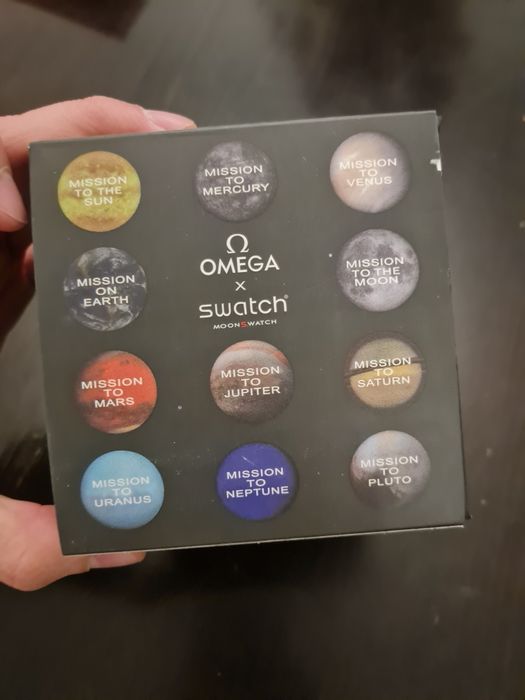 MISSION
TO THE
SUN
MISSION
TO
MERCURY
MISSION
TO
VENUS
MISSION
ON
EARTH
Ω
OMEGA
x
swatch®
MOONSWATCH
MISSION
TO THE
MOON
MISSION
TO
MARS
MISSION
TO
JUPITER
MISSION
TO
SATURN
MISSION
TO
URANUS
MISSION
TO
NEPTUNE
MISSION
TO
PLUTO